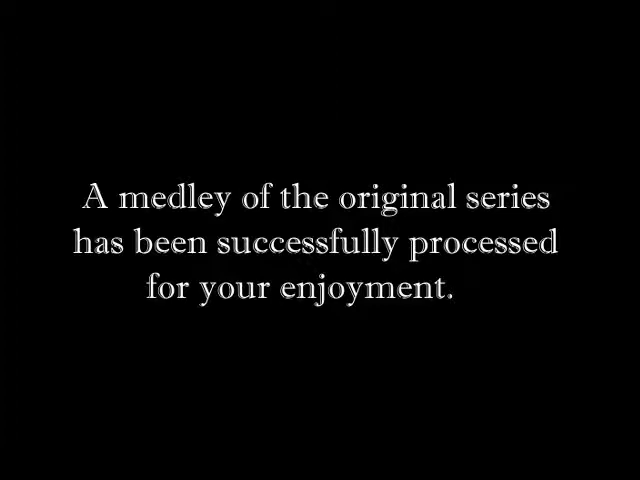 A medley of the original series
has been successfully processed
for your enjoyment.